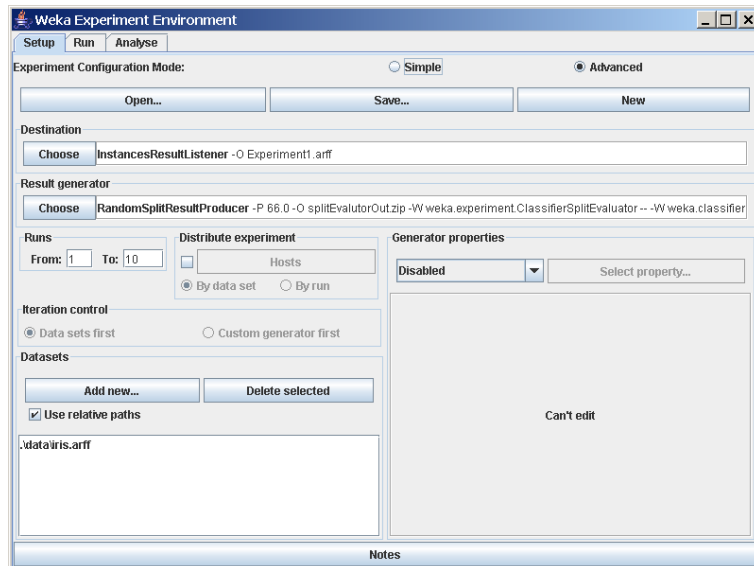 Weka Experiment Environment
Setup Run Analyse
Experiment Configuration Mode: Simple Advanced
Open... Save... New
Destination
Choose InstancesResultListener -O Experiment1.arff
Result generator
Choose RandomSplitResultProducer -P 66.0 -O splitEvalutorOut.zip -W weka.experiment.ClassifierSplitEvaluator -- -W weka.classifier
Runs Distribute experiment Generator properties
From: 1 To: 10 Hosts Disabled Select property...
By data set By run
Iteration control
Data sets first Custom generator first
Datasets
Add new... Delete selected
Use relative paths Can't edit
.\data\iris.arff
Notes